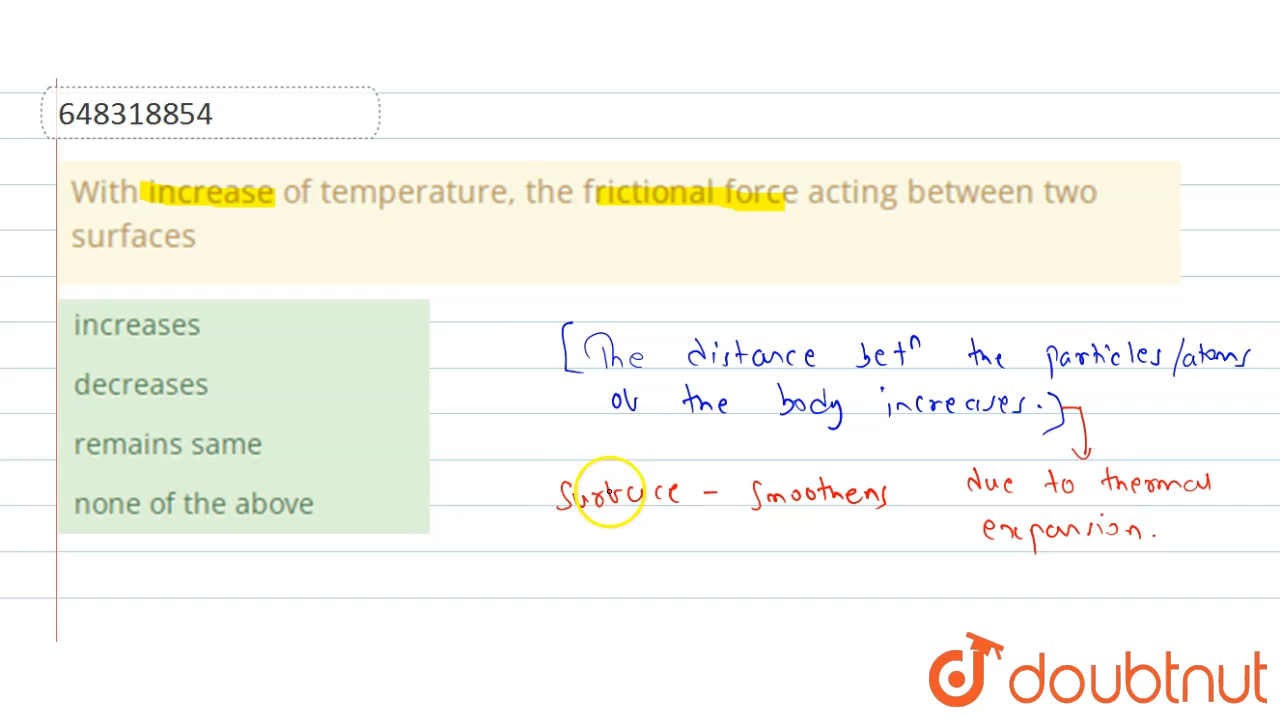 648318854
With increase of temperature, the frictional force acting between two
surfaces
increases
decreases
remains same
none of the above
[The distance betⁿ the particles/atoms
of the body increases.]
Surface - Smoothens
due to thermal
expansion.
doubtnut